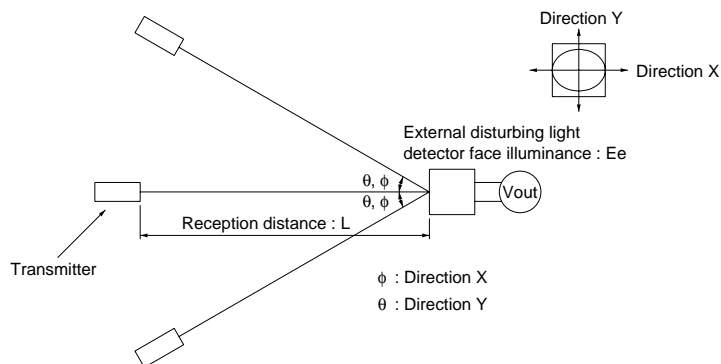 Direction Y
Direction X
External disturbing light
detector face illuminance : Ee
θ, ϕ
θ, ϕ
Vout
Reception distance : L
Transmitter
ϕ : Direction X
θ : Direction Y